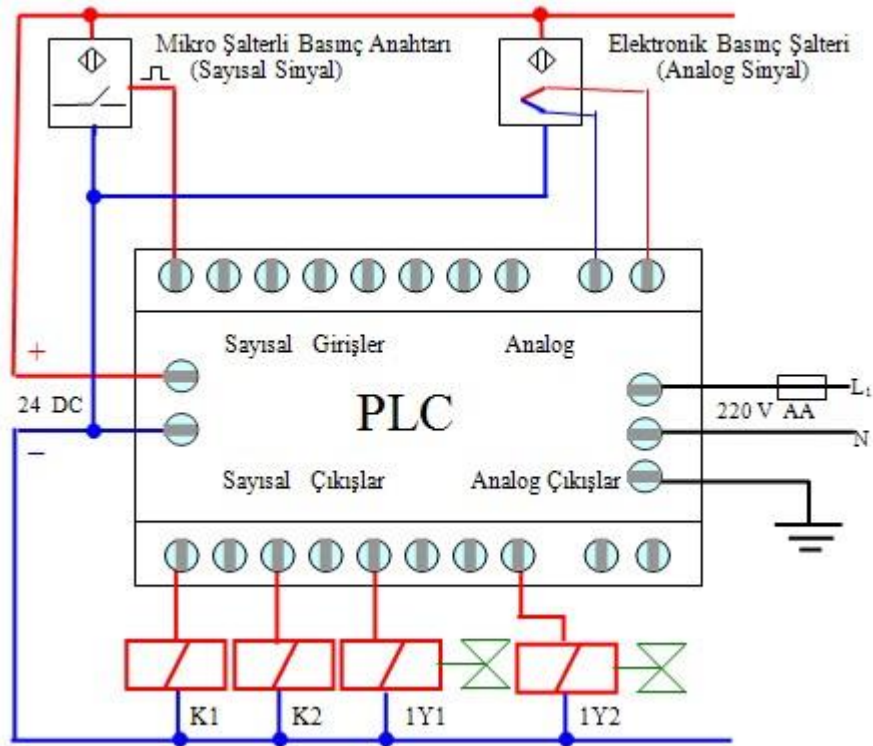 Mikro Şalterli Basınç Anahtarı
(Sayısal Sinyal)
Elektronik Basınç Şalteri
(Analog Sinyal)
Sayısal Girişler
Analog
+
24 DC
−
PLC
L₁
220 V AA
N
Sayısal Çıkışlar
Analog Çıkışlar
K1
K2
1Y1
1Y2